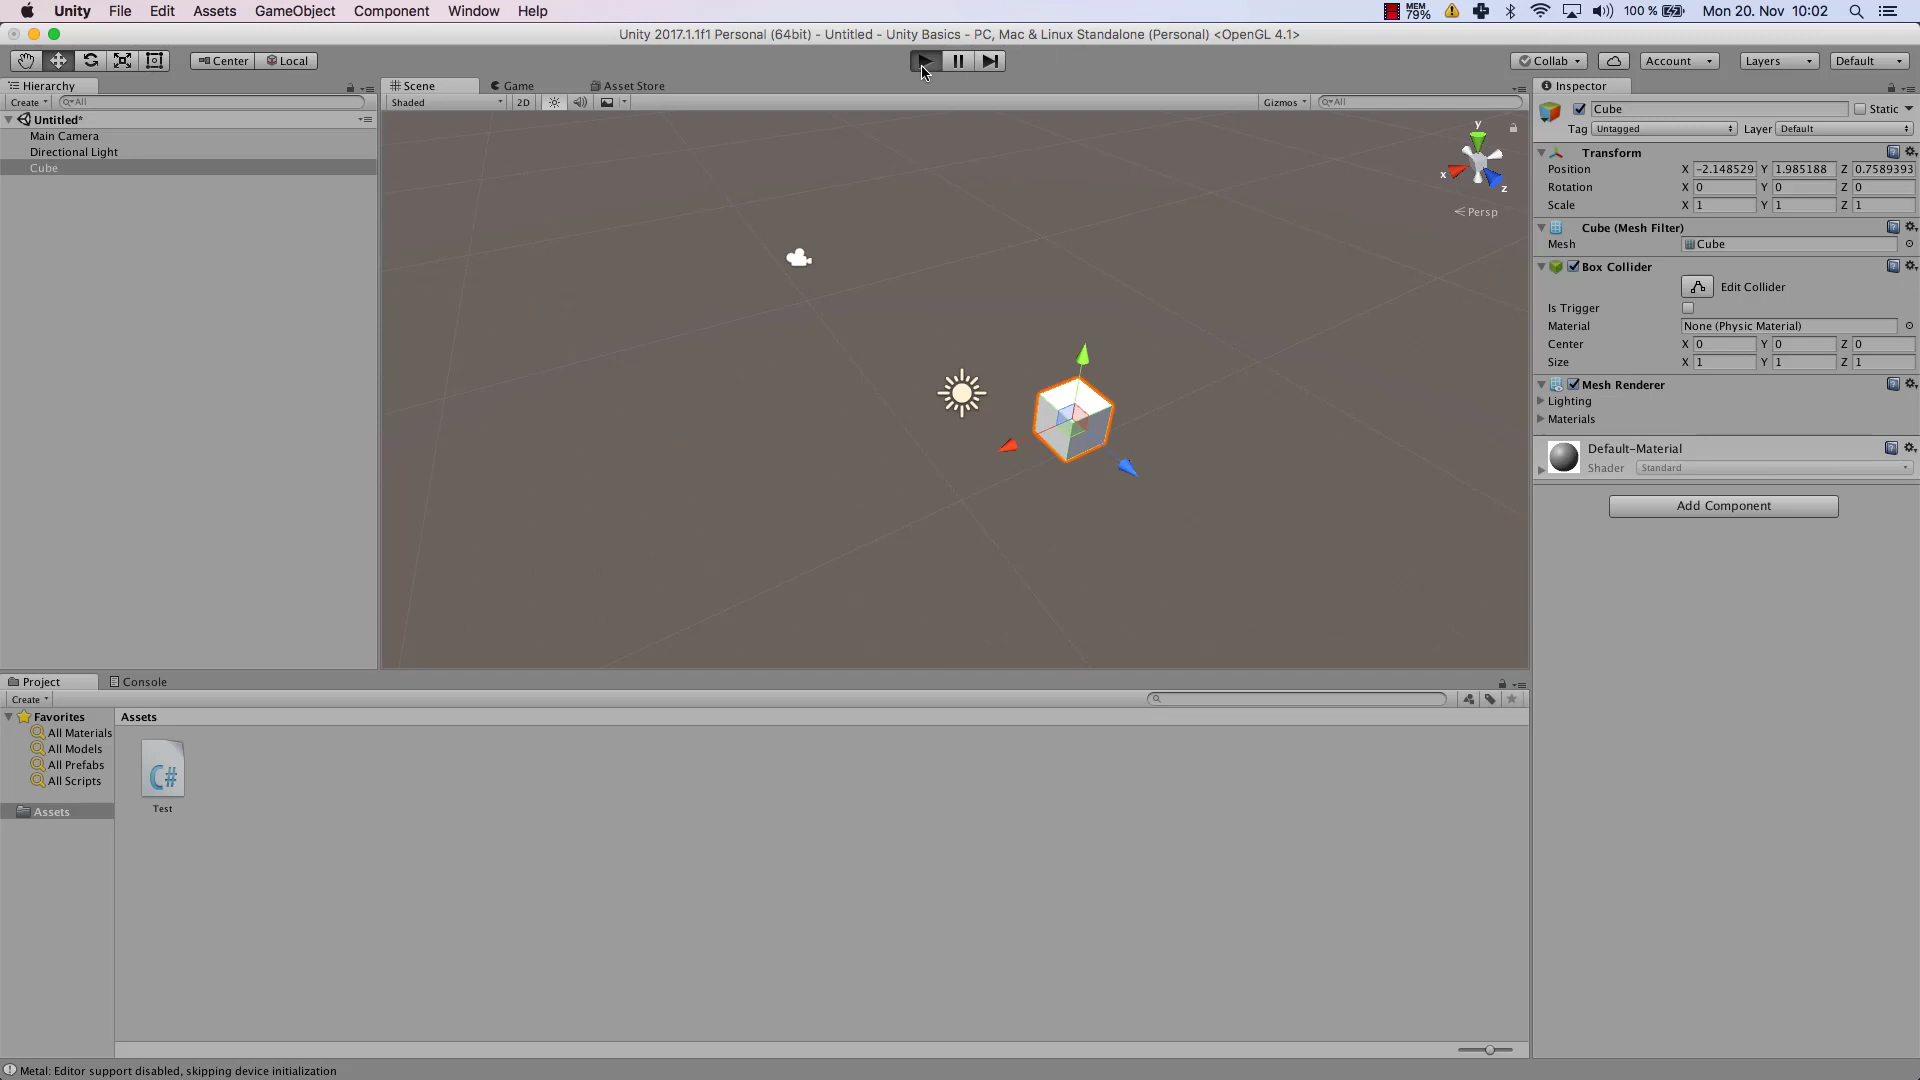 Unity File Edit Assets GameObject Component Window Help MEM 79% 100 % Mon 20. Nov 10:02
Unity 2017.1.1f1 Personal (64bit) - Untitled - Unity Basics - PC, Mac & Linux Standalone (Personal) <OpenGL 4.1>
Center Local Collab Account Layers Default
Hierarchy Scene Game Asset Store Inspector
Create All Shaded 2D Gizmos All Cube Static
Untitled*
Main Camera
Directional Light
Cube
y
x
z
Persp
Tag Untagged Layer Default
Transform
Position X -2.148529 Y 1.985188 Z 0.7589393
Rotation X 0 Y 0 Z 0
Scale X 1 Y 1 Z 1
Cube (Mesh Filter)
Mesh Cube
Box Collider
Edit Collider
Is Trigger
Material None (Physic Material)
Center X 0 Y 0 Z 0
Size X 1 Y 1 Z 1
Mesh Renderer
Lighting
Materials
Default-Material
Shader Standard
Add Component
Project Console
Create
Favorites Assets
All Materials
All Models
All Prefabs
All Scripts
Assets
C#
Test
Metal: Editor support disabled, skipping device initialization